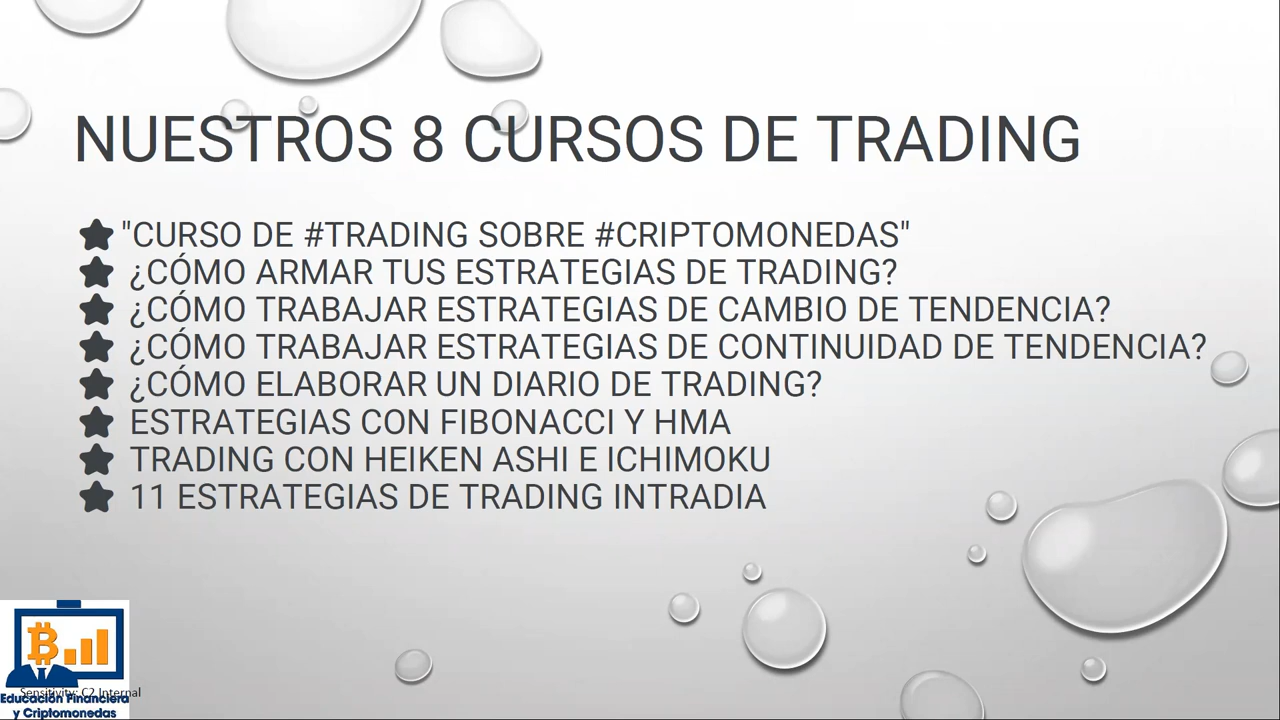 NUESTROS 8 CURSOS DE TRADING
"CURSO DE #TRADING SOBRE #CRIPTOMONEDAS"
¿CÓMO ARMAR TUS ESTRATEGIAS DE TRADING?
¿CÓMO TRABAJAR ESTRATEGIAS DE CAMBIO DE TENDENCIA?
¿CÓMO TRABAJAR ESTRATEGIAS DE CONTINUIDAD DE TENDENCIA?
¿CÓMO ELABORAR UN DIARIO DE TRADING?
ESTRATEGIAS CON FIBONACCI Y HMA
TRADING CON HEIKEN ASHI E ICHIMOKU
11 ESTRATEGIAS DE TRADING INTRADIA
Sensitivity: C2 Internal
Educación Financiera
y Criptomonedas